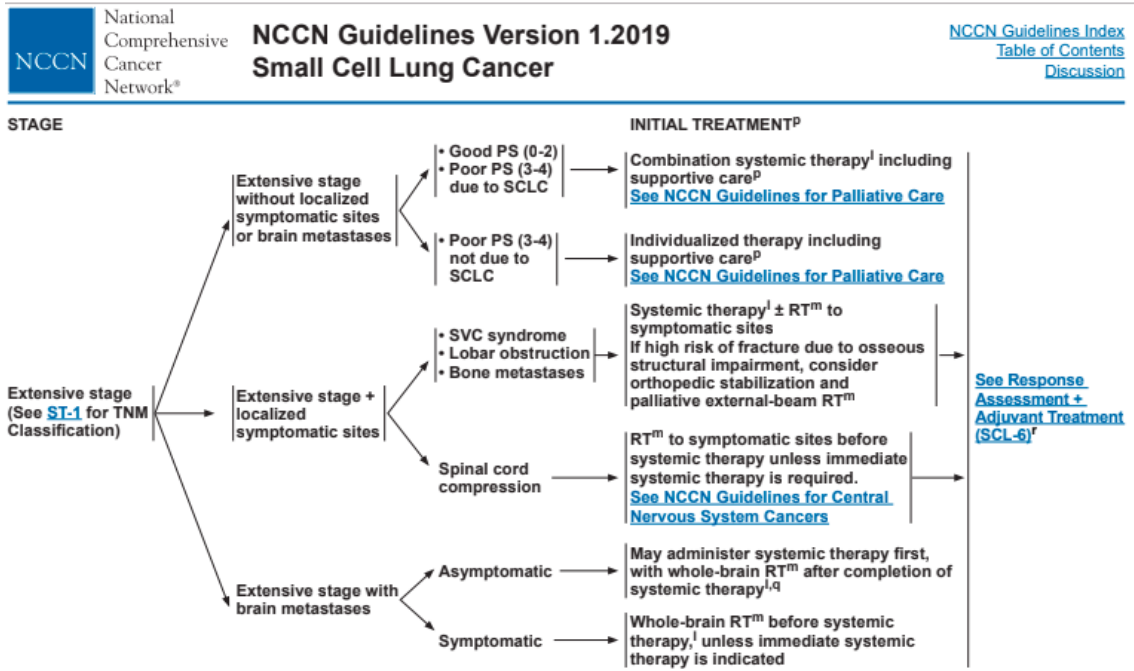 NCCN
National
Comprehensive
Cancer
Network®
NCCN Guidelines Version 1.2019
Small Cell Lung Cancer
NCCN Guidelines Index
Table of Contents
Discussion
STAGE
INITIAL TREATMENTᵖ
Extensive stage
(See ST-1 for TNM
Classification)
Extensive stage
without localized
symptomatic sites
or brain metastases
• Good PS (0-2)
• Poor PS (3-4)
due to SCLC
Combination systemic therapyˡ including
supportive careᵖ
See NCCN Guidelines for Palliative Care
• Poor PS (3-4)
not due to
SCLC
Individualized therapy including
supportive careᵖ
See NCCN Guidelines for Palliative Care
Extensive stage +
localized
symptomatic sites
• SVC syndrome
• Lobar obstruction
• Bone metastases
Systemic therapyˡ ± RTᵐ to
symptomatic sites
If high risk of fracture due to osseous
structural impairment, consider
orthopedic stabilization and
palliative external-beam RTᵐ
Spinal cord
compression
RTᵐ to symptomatic sites before
systemic therapy unless immediate
systemic therapy is required.
See NCCN Guidelines for Central
Nervous System Cancers
Extensive stage with
brain metastases
Asymptomatic
May administer systemic therapy first,
with whole-brain RTᵐ after completion of
systemic therapyˡ,q
Symptomatic
Whole-brain RTᵐ before systemic
therapy,ˡ unless immediate systemic
therapy is indicated
See Response
Assessment +
Adjuvant Treatment
(SCL-6)ʳ